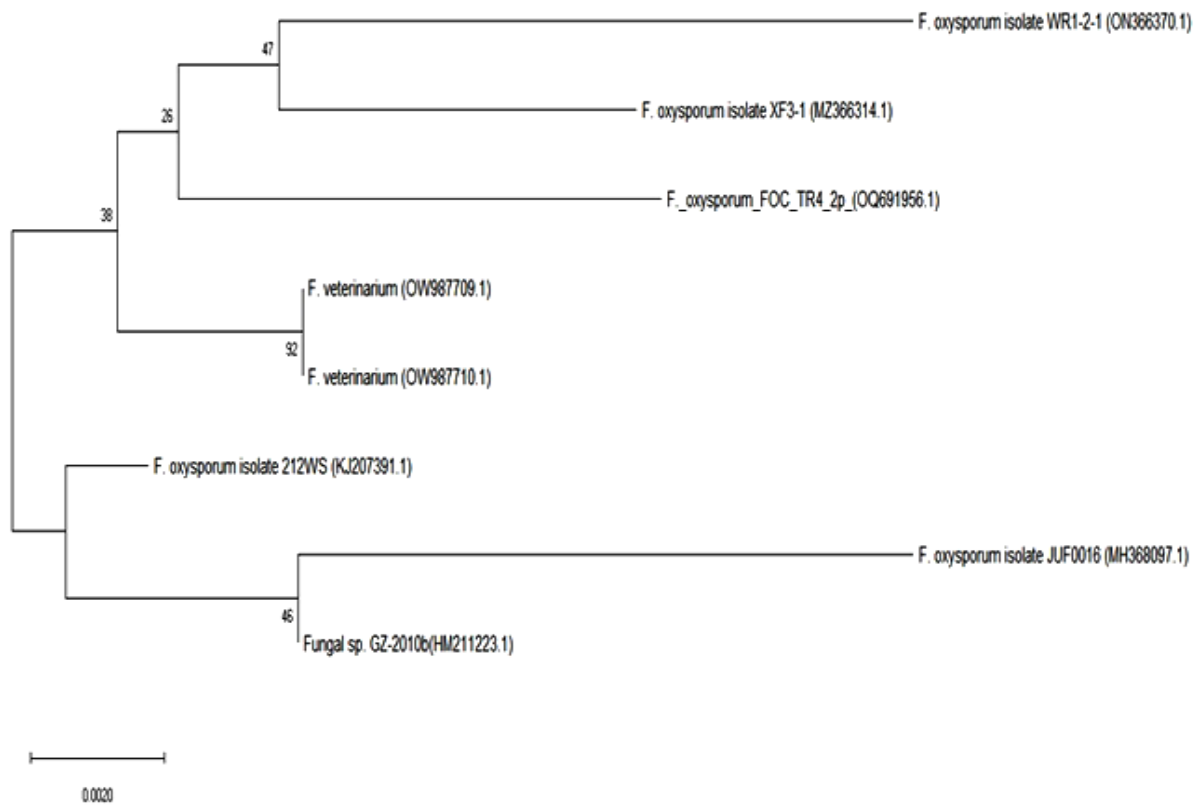 F. oxysporum isolate WR1-2-1 (ON366370.1)
47
F. oxysporum isolate XF3-1 (MZ366314.1)
26
F._oxysporum_FOC_TR4_2p_(OQ691956.1)
38
F. veterinarium (OW987709.1)
92
F. veterinarium (OW987710.1)
F. oxysporum isolate 212WS (KJ207391.1)
F. oxysporum isolate JUF0016 (MH368097.1)
46
Fungal sp. GZ-2010b(HM211223.1)
0.0020